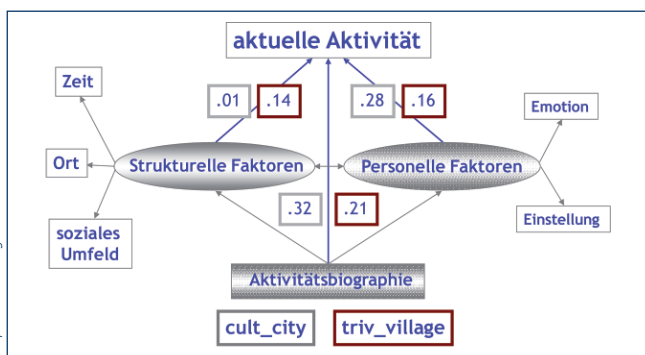 aktuelle Aktivität
Zeit
.01
.14
.28
.16
Emotion
Ort
Strukturelle Faktoren
Personelle Faktoren
.32
.21
soziales
Umfeld
Einstellung
Aktivitätsbiographie
cult_city
triv_village